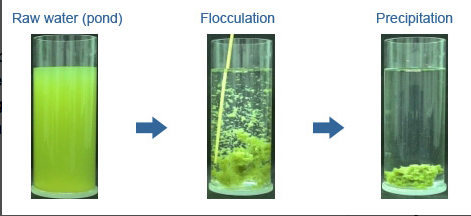 Raw water (pond)
Flocculation
Precipitation